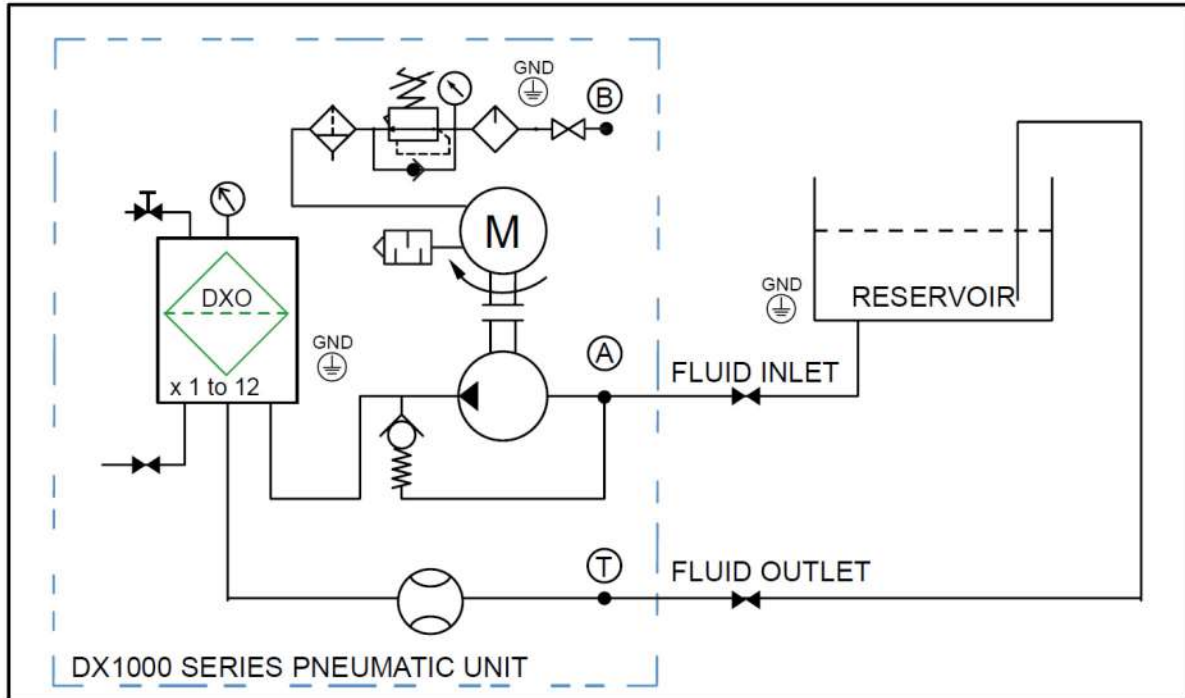 GND
B
M
DXO
x 1 to 12
GND
GND
RESERVOIR
A
FLUID INLET
T
FLUID OUTLET
DX1000 SERIES PNEUMATIC UNIT